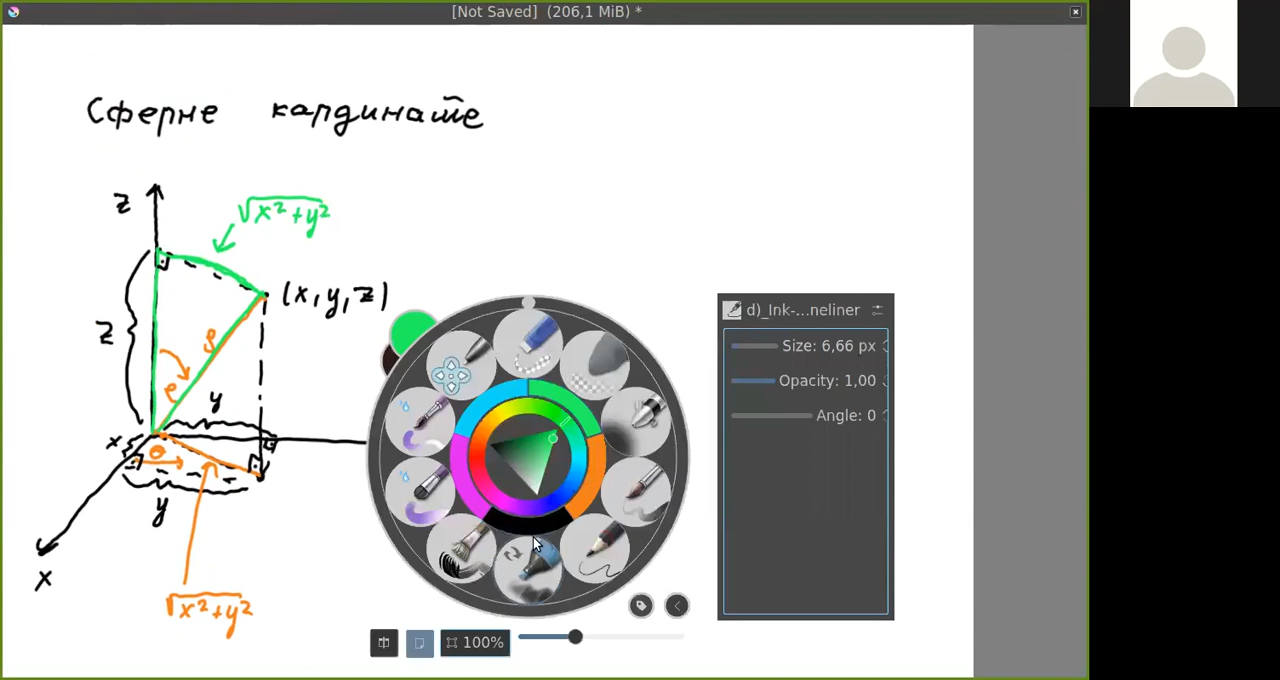 [Not Saved] (206,1 MiB) *
Сферне кардинате
z
√x²+y²
(x,y,z)
z
ρ
φ
y
x
θ
y
x
√x²+y²
d)_Ink-...neliner
Size: 6,66 px
Opacity: 1,00
Angle: 0
100%